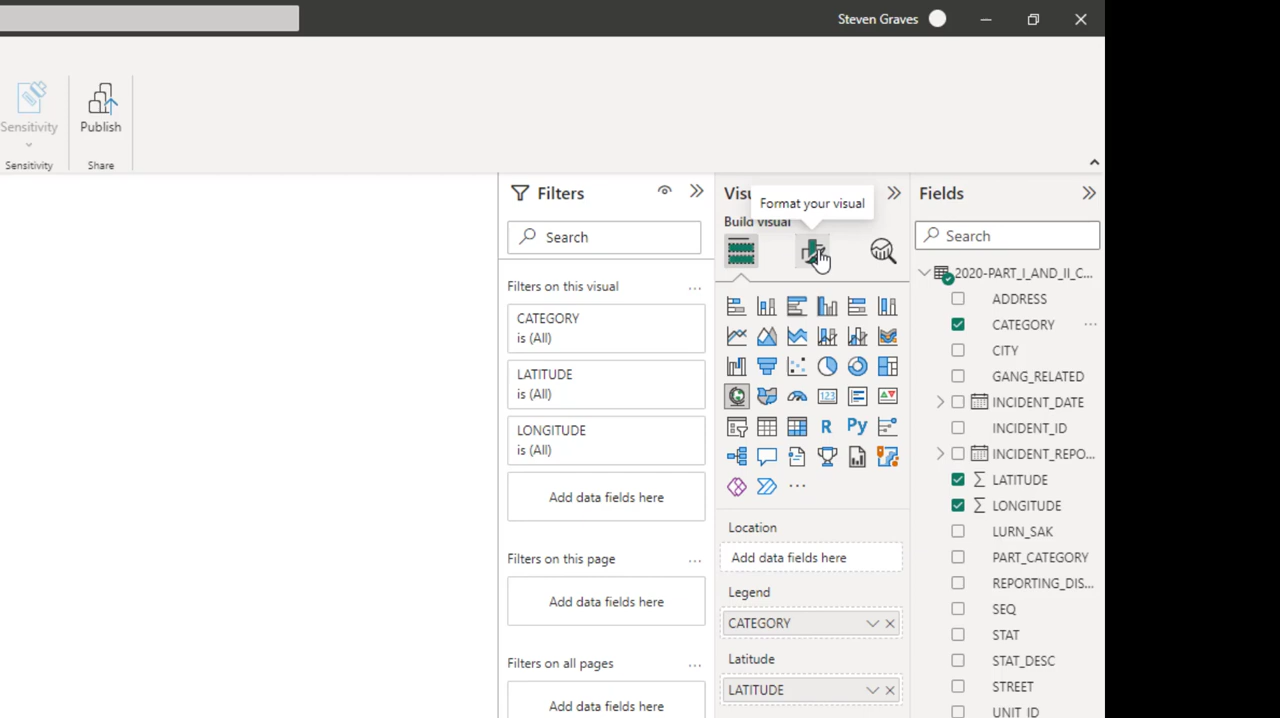 Steven Graves
Sensitivity
Publish
Sensitivity
Share
Filters
Search
Filters on this visual
CATEGORY
is (All)
LATITUDE
is (All)
LONGITUDE
is (All)
Add data fields here
Filters on this page
Add data fields here
Filters on all pages
Add data fields here
Format your visual
Build visual
123
R
Py
Location
Add data fields here
Legend
CATEGORY
Latitude
LATITUDE
Fields
Search
2020-PART_I_AND_II_C...
ADDRESS
CATEGORY
CITY
GANG_RELATED
INCIDENT_DATE
INCIDENT_ID
INCIDENT_REPO...
Σ LATITUDE
Σ LONGITUDE
LURN_SAK
PART_CATEGORY
REPORTING_DIS...
SEQ
STAT
STAT_DESC
STREET
UNIT_ID